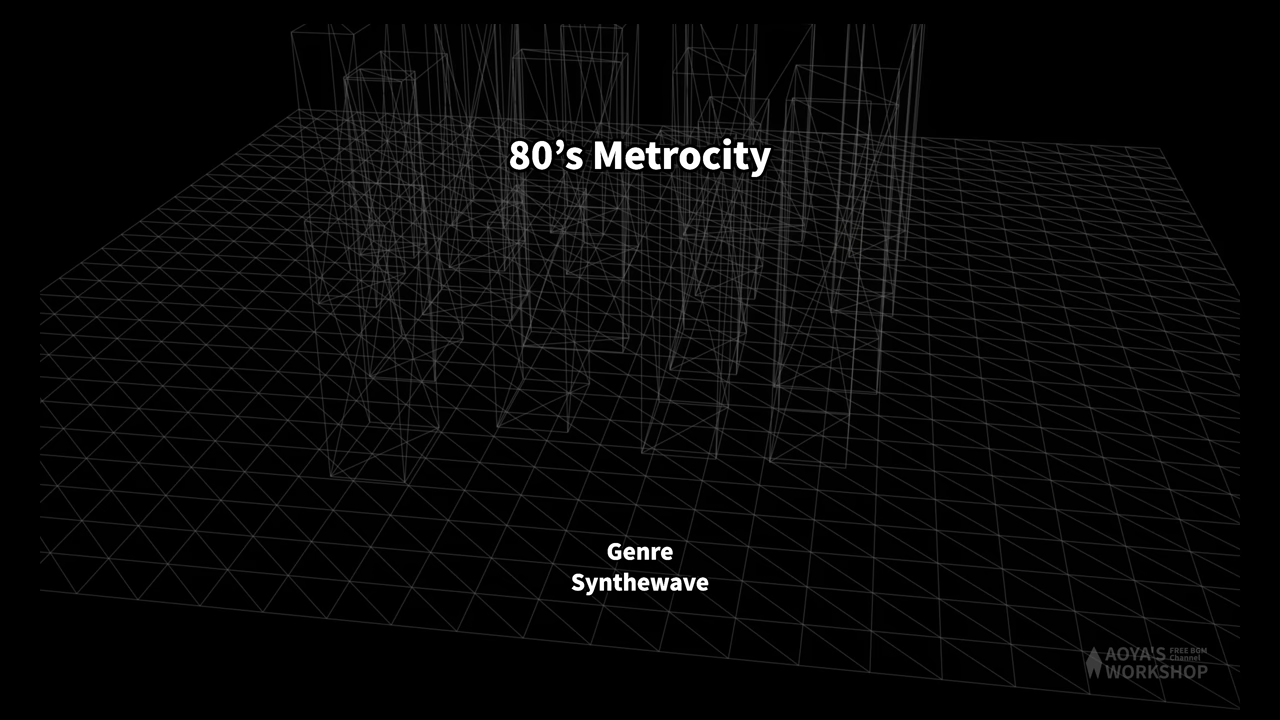 80’s Metrocity
Genre
Synthewave
AOYA'S FREE BGM Channel
WORKSHOP